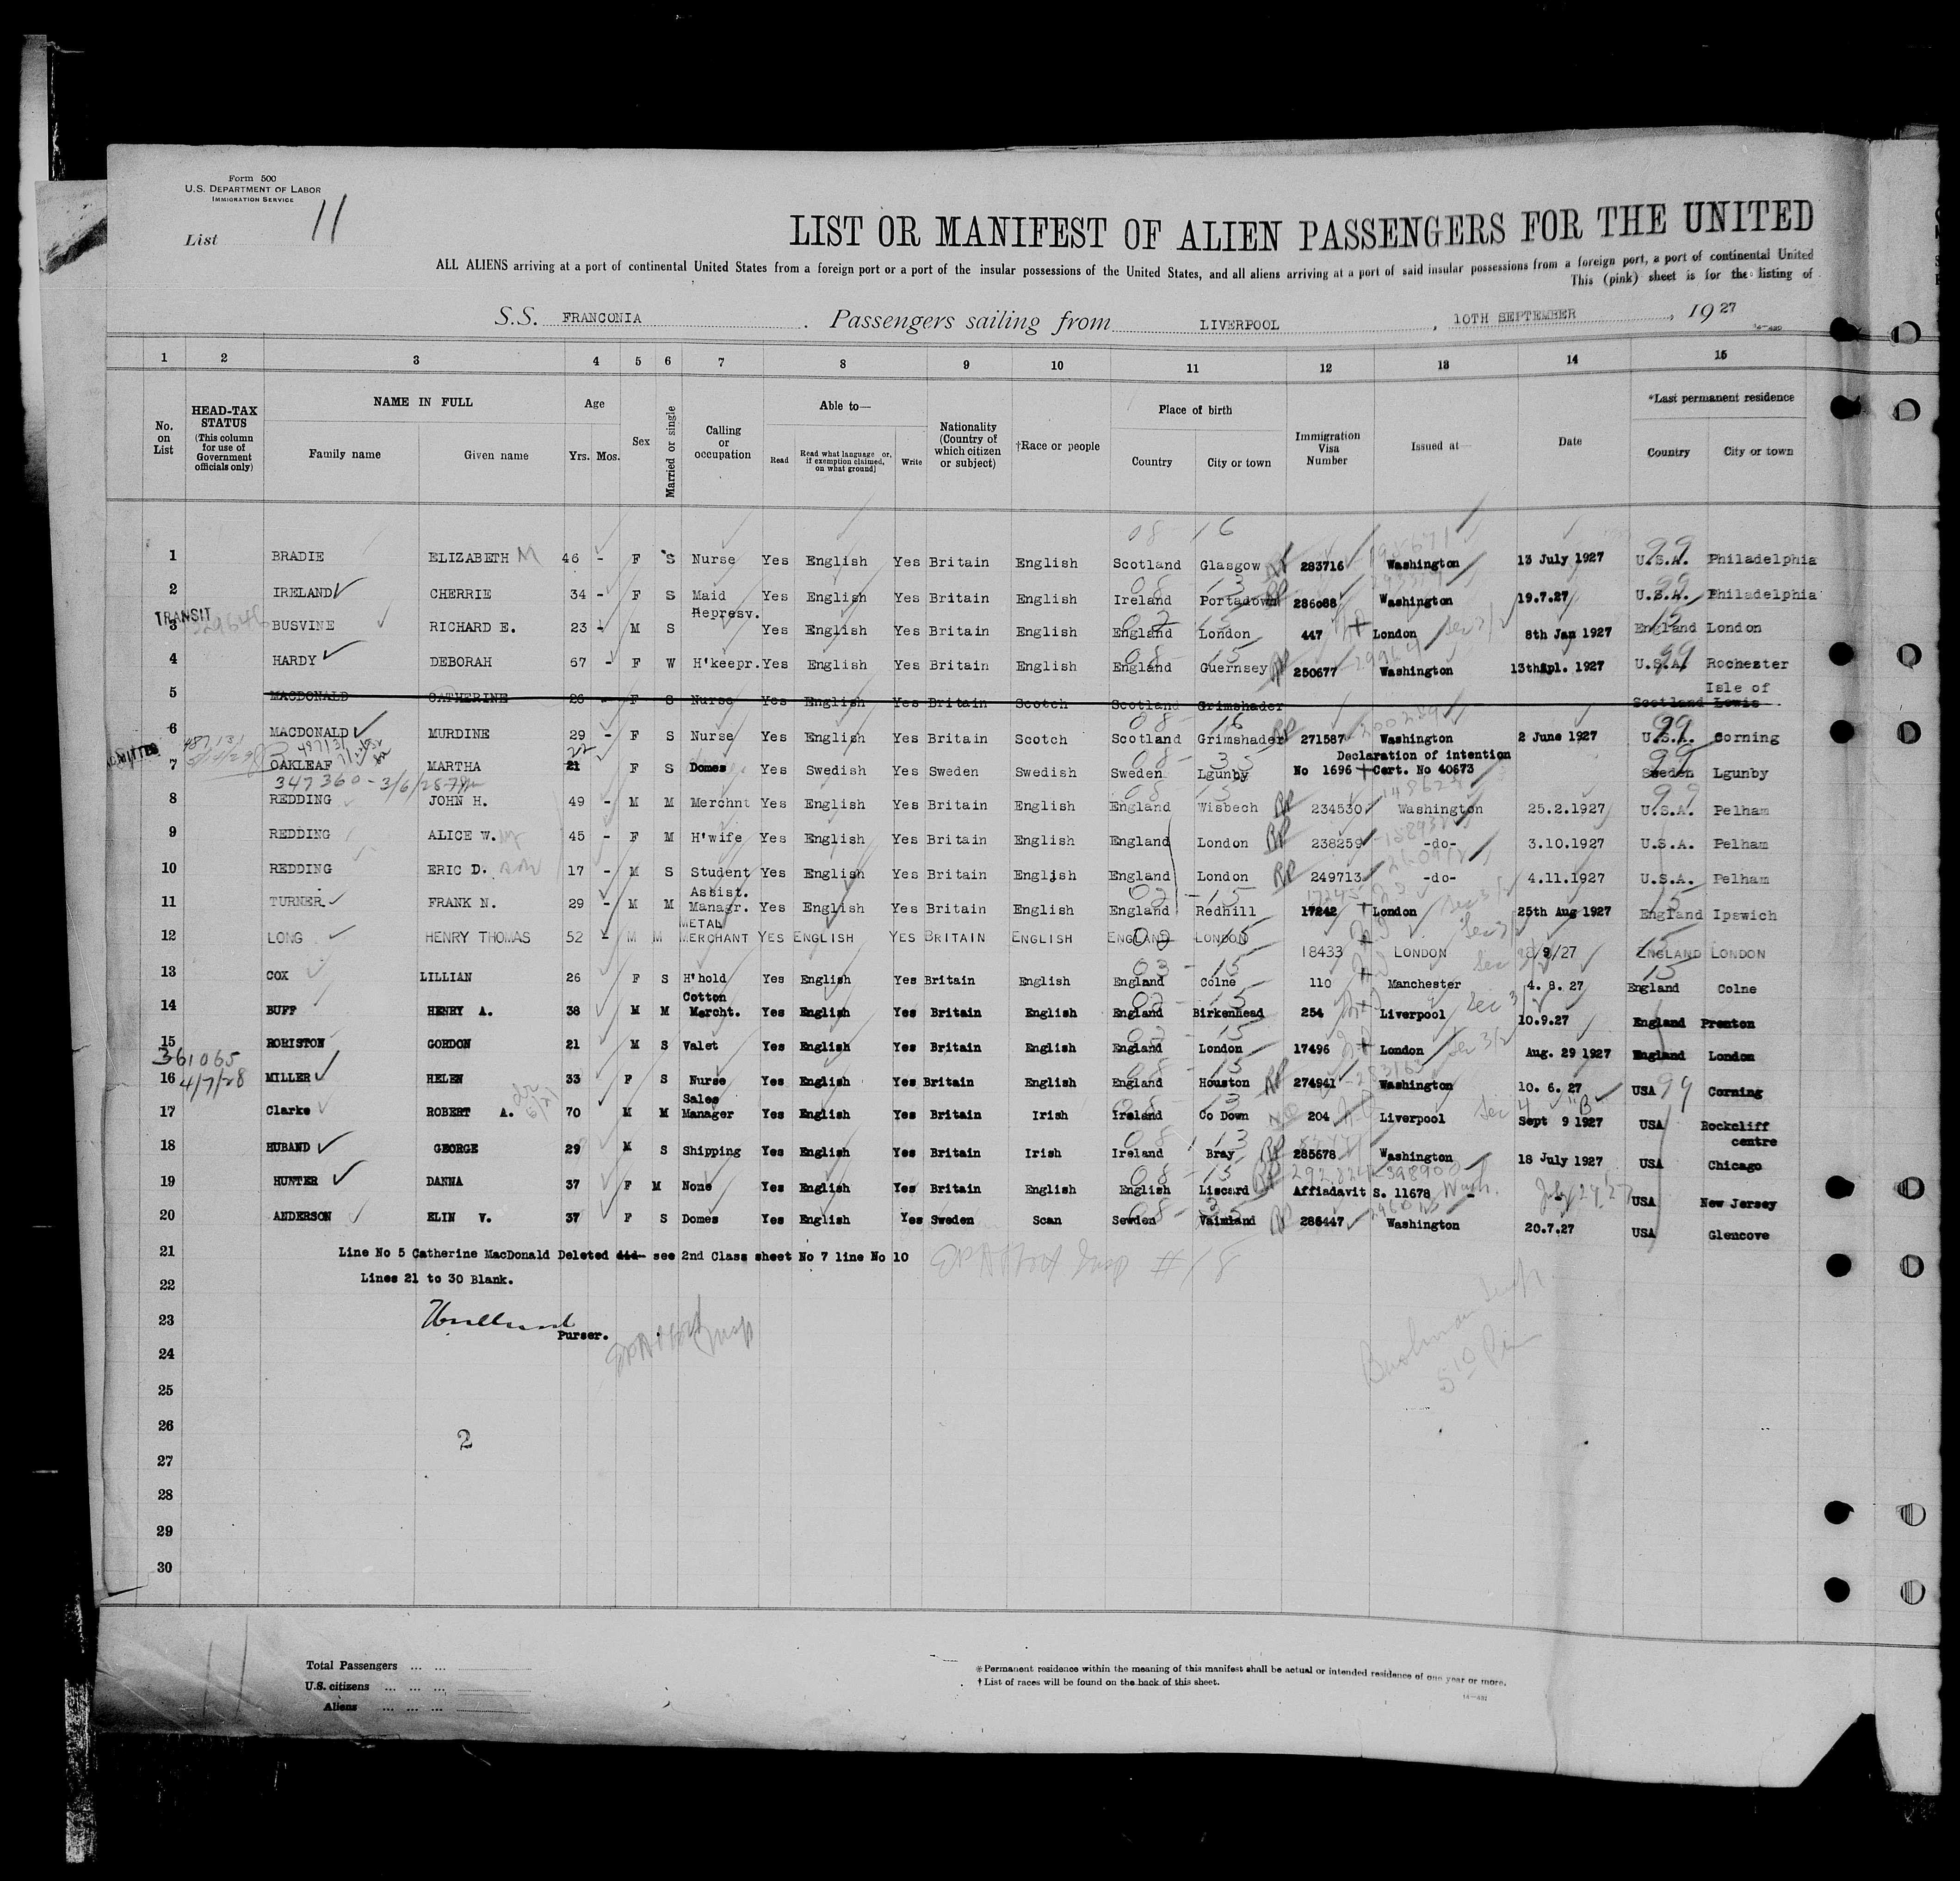 Form 500
U.S. DEPARTMENT OF LABOR
IMMIGRATION SERVICE
List 11
LIST OR MANIFEST OF ALIEN PASSENGERS FOR THE UNITED
ALL ALIENS arriving at a port of continental United States from a foreign port or a port of the insular possessions of the United States, and all aliens arriving at a port of said insular possessions from a foreign port, a port of continental United
This (pink) sheet is for the listing of
S.S. FRANCONIA Passengers sailing from LIVERPOOL, 10TH SEPTEMBER, 1927
1 2 3 4 5 6 7 8 9 10 11 12 13 14 15
No. on List HEAD-TAX STATUS (This column for use of Government officials only) NAME IN FULL Family name Given name Age Yrs. Mos. Sex Married or single Calling or occupation Able to— Read Read what language [or, if exemption claimed, on what ground] Write Nationality (Country of which citizen or subject) †Race or people Place of birth Country City or town Immigration Visa Number Issued at— Date *Last permanent residence Country City or town
08 - 16
1 BRADIE ELIZABETH M 46 - F S Nurse Yes English Yes Britain English Scotland Glasgow 283716 Washington 13 July 1927 U.S.A. Philadelphia
2 IRELAND CHERRIE 34 - F S Maid Yes English Yes Britain English Ireland Portadown 286088 Washington 19.7.27 U.S.A. Philadelphia
TRANSIT
3 BUSVINE RICHARD E. 23 - M S Represv. Yes English Yes Britain English England London 447 London 8th Jan 1927 England London
4 HARDY DEBORAH 67 - F W H'keepr. Yes English Yes Britain English England Guernsey 250677 Washington 13thApl. 1927 U.S.A. Rochester
5 MACDONALD CATHERINE 26 - F S Nurse Yes English Yes Britain Scotch Scotland Grimshader Scotland Isle of Lewis
6 MACDONALD MURDINE 29 - F S Nurse Yes English Yes Britain Scotch Scotland Grimshader 271587 Washington 2 June 1927 U.S.A. Corning
7 OAKLEAF MARTHA 21 22 F S Domes Yes Swedish Yes Sweden Swedish Sweden Lgunby Declaration of intention No 1696 Cert. No 40673 Sweden Lgunby
347360 - 3/6/28
8 REDDING JOHN H. 49 - M M Merchnt Yes English Yes Britain English England Wisbech 234530 Washington 25.2.1927 U.S.A. Pelham
9 REDDING ALICE W. 45 - F M H'wife Yes English Yes Britain English England London 238259 -do- 3.10.1927 U.S.A. Pelham
10 REDDING ERIC D. 17 - M S Student Yes English Yes Britain English England London 249713 -do- 4.11.1927 U.S.A. Pelham
11 TURNER FRANK N. 29 - M M Assist. Managr. Yes English Yes Britain English England Redhill 17242 London 25th Aug 1927 England Ipswich
12 LONG HENRY THOMAS 52 - M M METAL MERCHANT YES ENGLISH YES BRITAIN ENGLISH ENGLAND LONDON 18433 LONDON /9/27 ENGLAND LONDON
13 COX LILLIAN 26 F S H'hold Yes English Yes Britain English England Colne 110 Manchester 4. 8. 27 England Colne
14 BUFF HENRY A. 38 M M Cotton Mercht. Yes English Yes Britain English England Birkenhead 254 Liverpool 10.9.27 England Preston
15 RORISTON GORDON 21 M S Valet Yes English Yes Britain English England London 17496 London Aug. 29 1927 England London
361065
16 4/7/28 MILLER HELEN 33 F S Nurse Yes English Yes Britain English England Houston 274941 Washington 10. 6. 27 USA Corning
17 Clarke ROBERT A. 70 M M Sales Manager Yes English Yes Britain Irish Ireland Co Down 204 Liverpool Sept 9 1927 USA Rockcliff centre
18 HUBAND GEORGE 29 M S Shipping Yes English Yes Britain Irish Ireland Bray 285678 Washington 18 July 1927 USA Chicago
19 HUNTER DANNA 37 F M None Yes English Yes Britain English English Liscard Affiadavit S. 11678 Wash. July 29/27 USA New Jersey
20 ANDERSON ELIN V. 37 F S Domes Yes English Yes Sweden Scan Sewden Vaimland 286447 Washington 20.7.27 USA Glencove
21 Line No 5 Catherine MacDonald Deleted did see 2nd Class sheet No 7 line No 10
22 Lines 21 to 30 Blank.
23 Purser.
24
25
26
2
27
28
29
30
11
Total Passengers ... ...
U.S. citizens ... ... ...
Aliens ... ... ...
*Permanent residence within the meaning of this manifest shall be actual or intended residence of one year or more.
†List of races will be found on the back of this sheet.